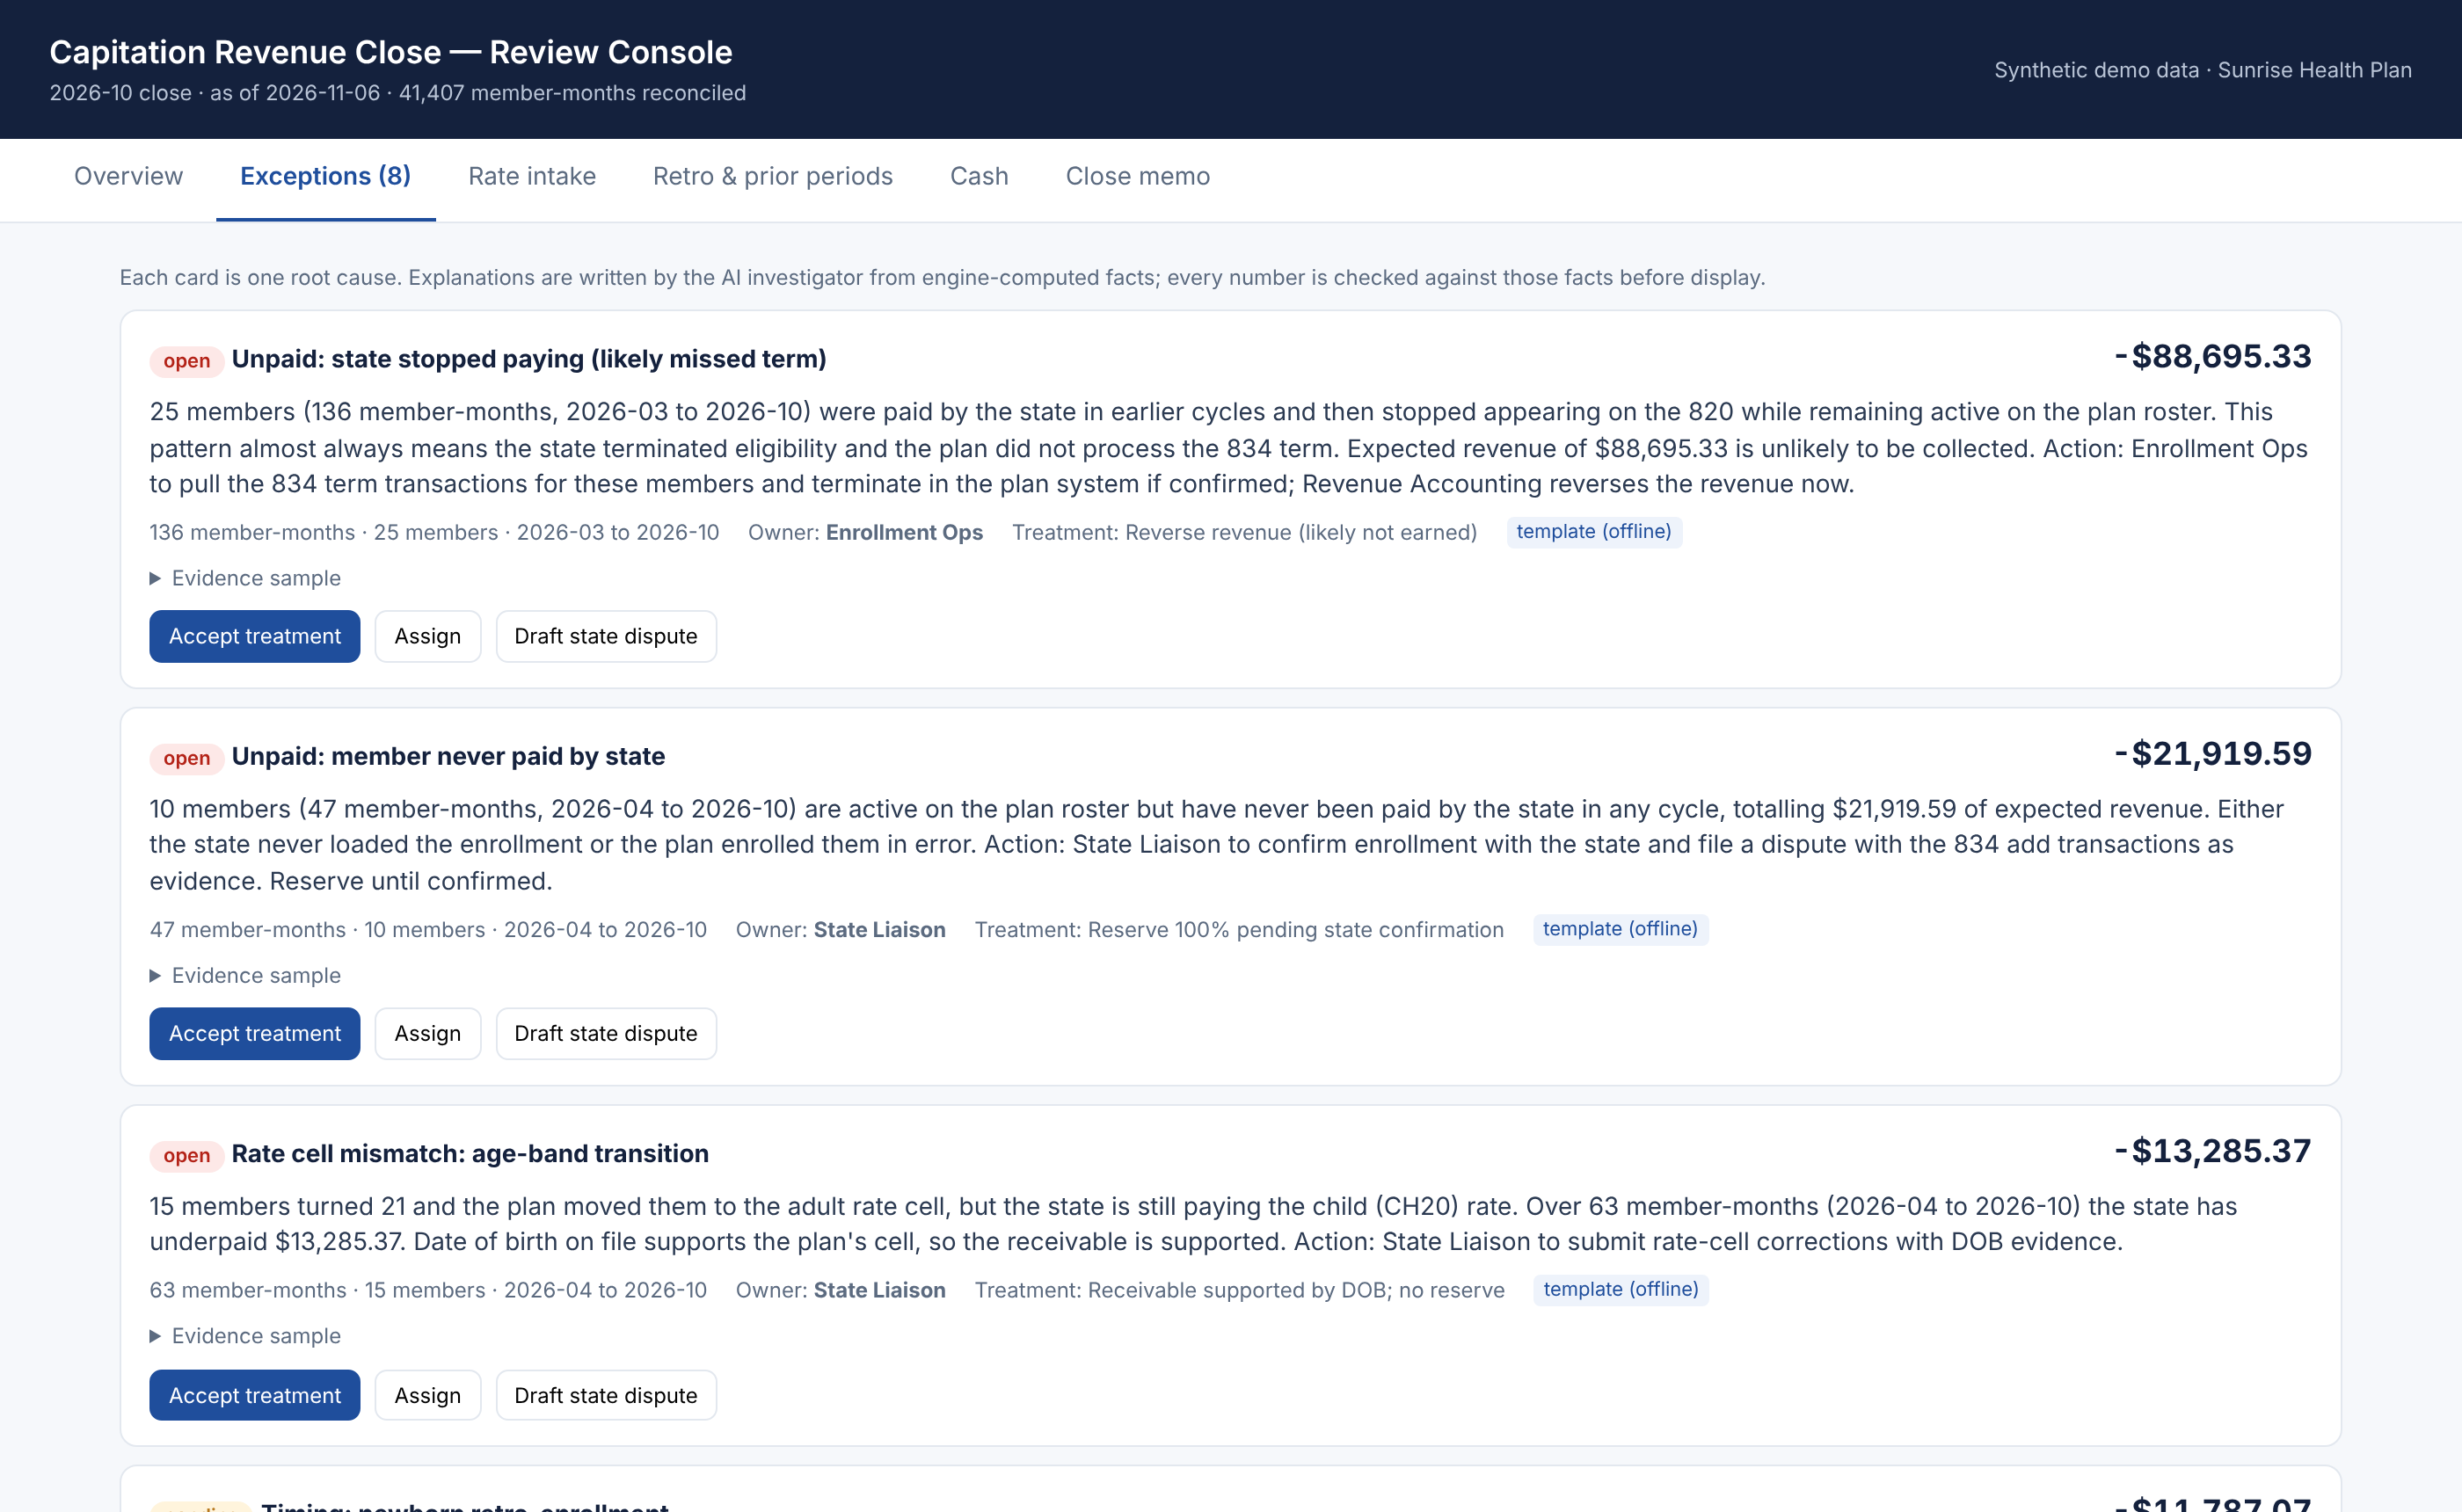 Capitation Revenue Close — Review Console
2026-10 close · as of 2026-11-06 · 41,407 member-months reconciled
Synthetic demo data · Sunrise Health Plan
Overview
Exceptions (8)
Rate intake
Retro & prior periods
Cash
Close memo
Each card is one root cause. Explanations are written by the AI investigator from engine-computed facts; every number is checked against those facts before display.
open Unpaid: state stopped paying (likely missed term)
-$88,695.33
25 members (136 member-months, 2026-03 to 2026-10) were paid by the state in earlier cycles and then stopped appearing on the 820 while remaining active on the plan roster. This
pattern almost always means the state terminated eligibility and the plan did not process the 834 term. Expected revenue of $88,695.33 is unlikely to be collected. Action: Enrollment Ops
to pull the 834 term transactions for these members and terminate in the plan system if confirmed; Revenue Accounting reverses the revenue now.
136 member-months · 25 members · 2026-03 to 2026-10 Owner: Enrollment Ops Treatment: Reverse revenue (likely not earned) template (offline)
▶ Evidence sample
Accept treatment
Assign
Draft state dispute
open Unpaid: member never paid by state
-$21,919.59
10 members (47 member-months, 2026-04 to 2026-10) are active on the plan roster but have never been paid by the state in any cycle, totalling $21,919.59 of expected revenue. Either
the state never loaded the enrollment or the plan enrolled them in error. Action: State Liaison to confirm enrollment with the state and file a dispute with the 834 add transactions as
evidence. Reserve until confirmed.
47 member-months · 10 members · 2026-04 to 2026-10 Owner: State Liaison Treatment: Reserve 100% pending state confirmation template (offline)
▶ Evidence sample
Accept treatment
Assign
Draft state dispute
open Rate cell mismatch: age-band transition
-$13,285.37
15 members turned 21 and the plan moved them to the adult rate cell, but the state is still paying the child (CH20) rate. Over 63 member-months (2026-04 to 2026-10) the state has
underpaid $13,285.37. Date of birth on file supports the plan's cell, so the receivable is supported. Action: State Liaison to submit rate-cell corrections with DOB evidence.
63 member-months · 15 members · 2026-04 to 2026-10 Owner: State Liaison Treatment: Receivable supported by DOB; no reserve template (offline)
▶ Evidence sample
Accept treatment
Assign
Draft state dispute
Timing: newborn retro-enrollment
-$11,787.07